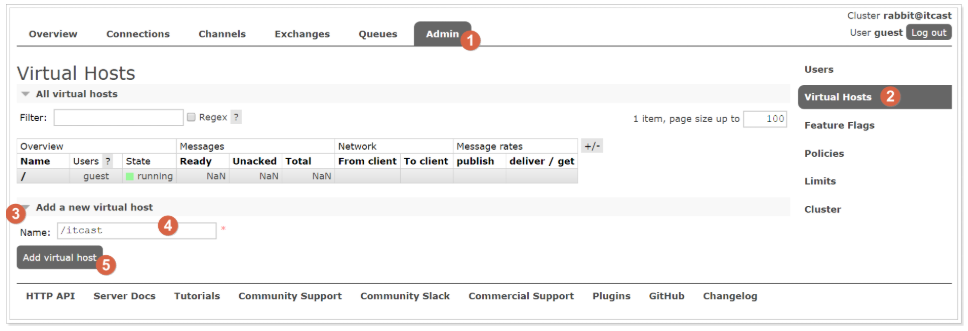 Cluster rabbit@itcast
User guest Log out
Overview Connections Channels Exchanges Queues Admin 1
Virtual Hosts
All virtual hosts
Filter: Regex ? 1 item, page size up to 100
Overview Messages Network Message rates +/-
Name Users ? State Ready Unacked Total From client To client publish deliver / get
/ guest running NaN NaN NaN
3 Add a new virtual host
Name: /itcast 4 *
Add virtual host 5
Users
Virtual Hosts 2
Feature Flags
Policies
Limits
Cluster
HTTP API Server Docs Tutorials Community Support Community Slack Commercial Support Plugins GitHub Changelog